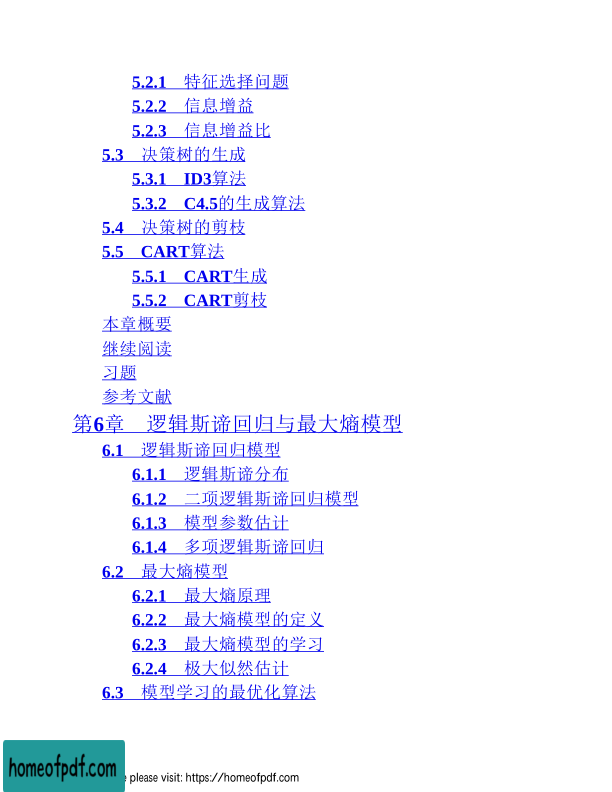 5.2.1 特征选择问题
5.2.2 信息增益
5.2.3 信息增益比
5.3 决策树的生成
5.3.1 ID3算法
5.3.2 C4.5的生成算法
5.4 决策树的剪枝
5.5 CART算法
5.5.1 CART生成
5.5.2 CART剪枝
本章概要
继续阅读
习题
参考文献
第6章 逻辑斯谛回归与最大熵模型
6.1 逻辑斯谛回归模型
6.1.1 逻辑斯谛分布
6.1.2 二项逻辑斯谛回归模型
6.1.3 模型参数估计
6.1.4 多项逻辑斯谛回归
6.2 最大熵模型
6.2.1 最大熵原理
6.2.2 最大熵模型的定义
6.2.3 最大熵模型的学习
6.2.4 极大似然估计
6.3 模型学习的最优化算法
homeofpdf.com
please visit: https://homeofpdf.com